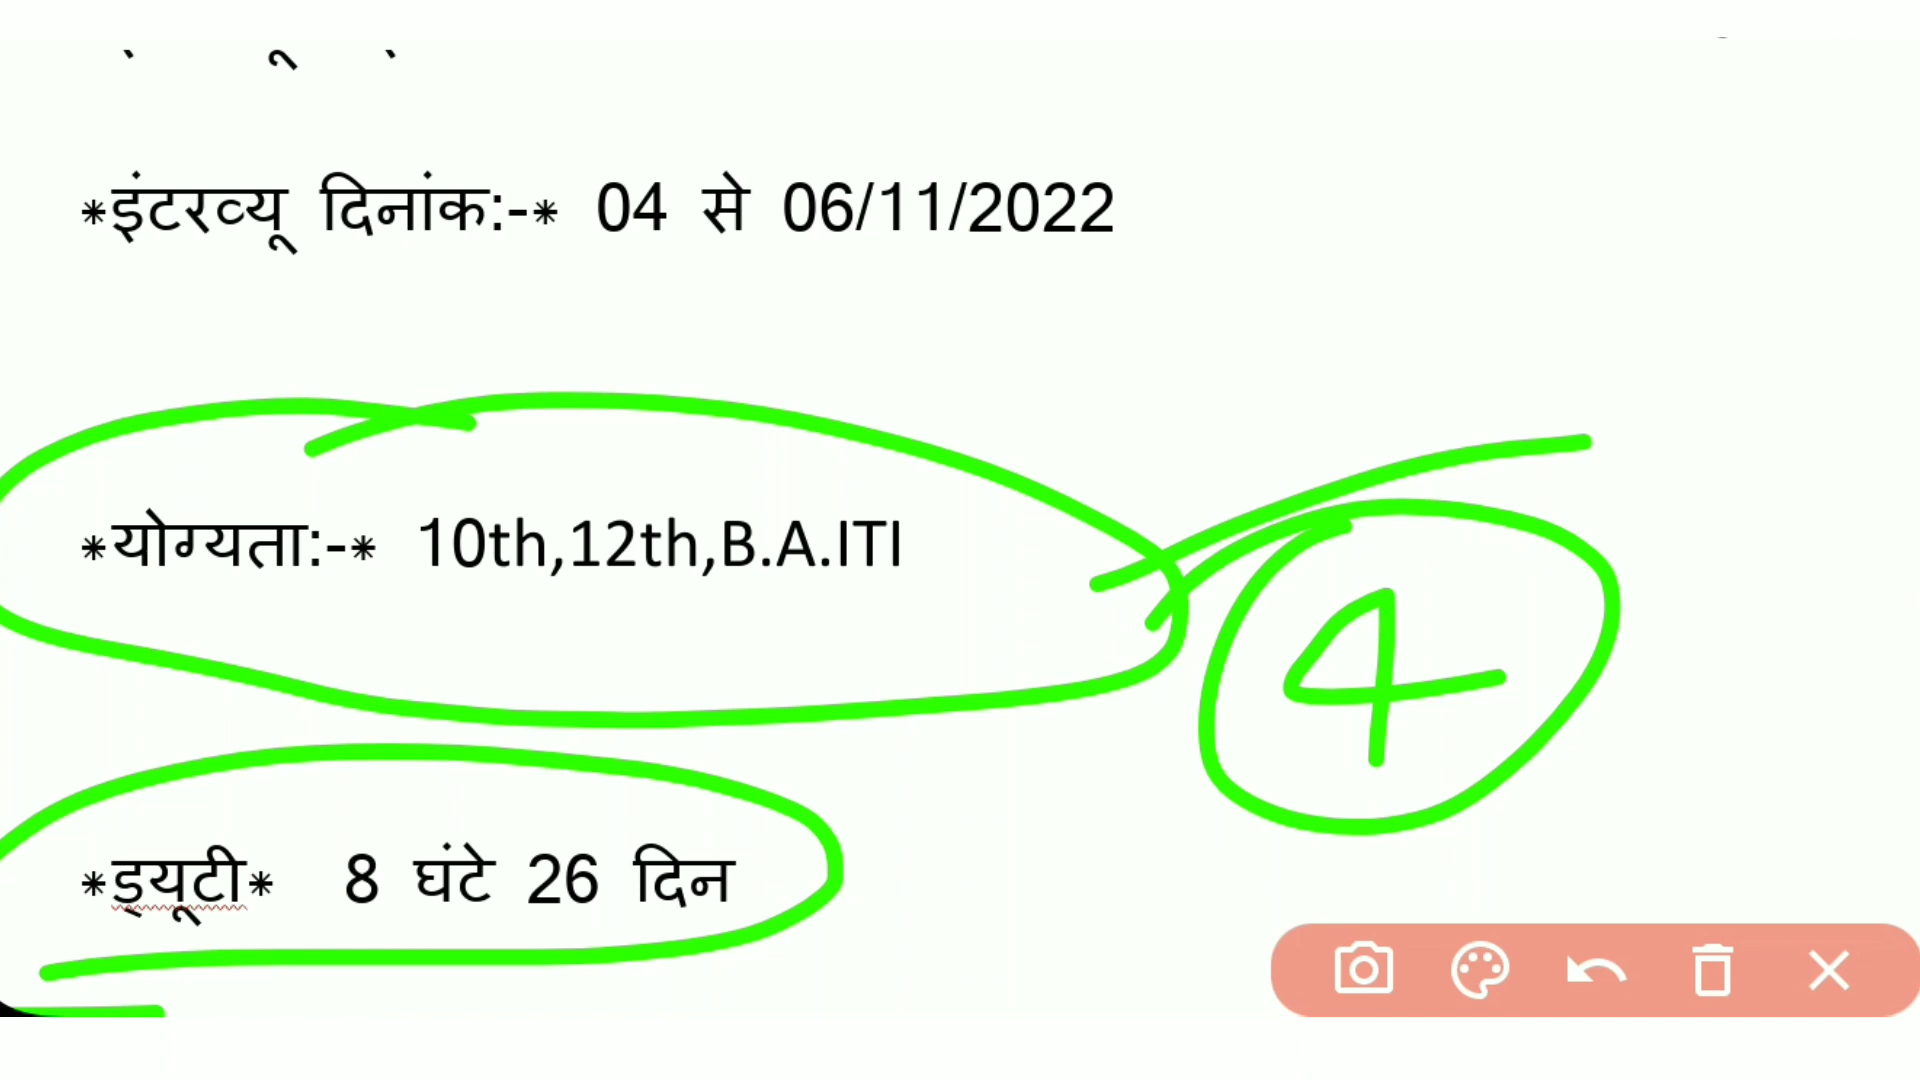 *इंटरव्यू दिनांक:-* 04 से 06/11/2022
*योग्यता:-* 10th,12th,B.A.ITI
4
*ड्यूटी* 8 घंटे 26 दिन